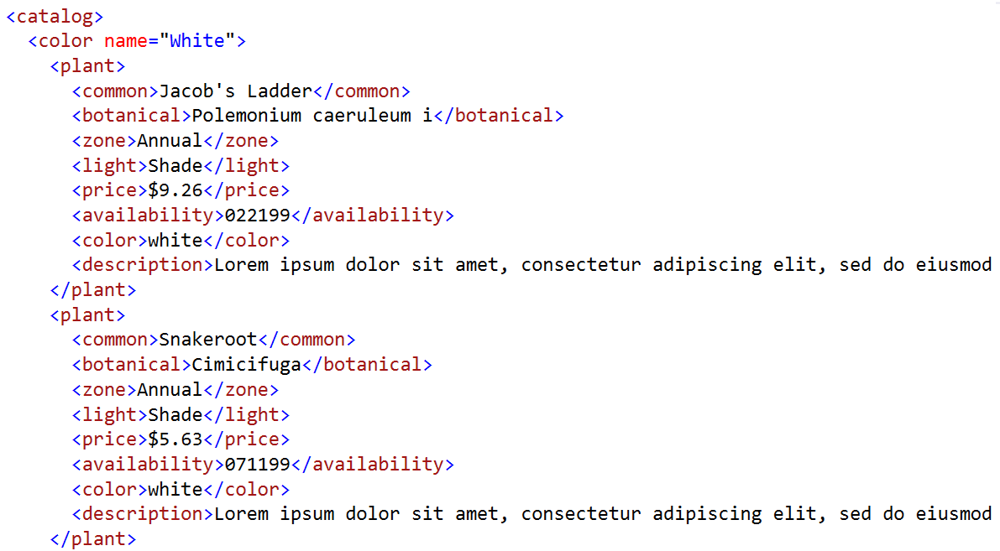 <catalog>
<color name="White">
<plant>
<common>Jacob's Ladder</common>
<botanical>Polemonium caeruleum i</botanical>
<zone>Annual</zone>
<light>Shade</light>
<price>$9.26</price>
<availability>022199</availability>
<color>white</color>
<description>Lorem ipsum dolor sit amet, consectetur adipiscing elit, sed do eiusmod
</plant>
<plant>
<common>Snakeroot</common>
<botanical>Cimicifuga</botanical>
<zone>Annual</zone>
<light>Shade</light>
<price>$5.63</price>
<availability>071199</availability>
<color>white</color>
<description>Lorem ipsum dolor sit amet, consectetur adipiscing elit, sed do eiusmod
</plant>